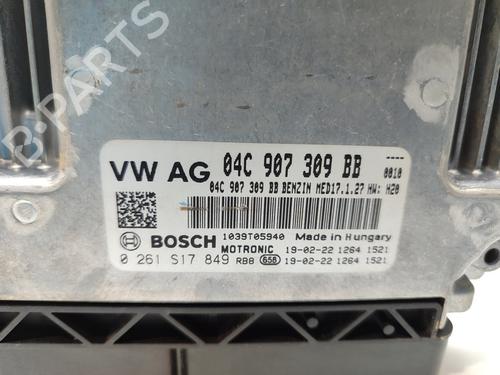 VW AG 04C 907 309 BB 0010
04C 907 309 BB BENZIN MED17.1.27 HW: H20
BOSCH 1039T05940 Made in Hungary
MOTRONIC 19-02-22 1264 1521
0 261 S17 849 RBB 658 19-02-22 1264 1521
B-PARTS